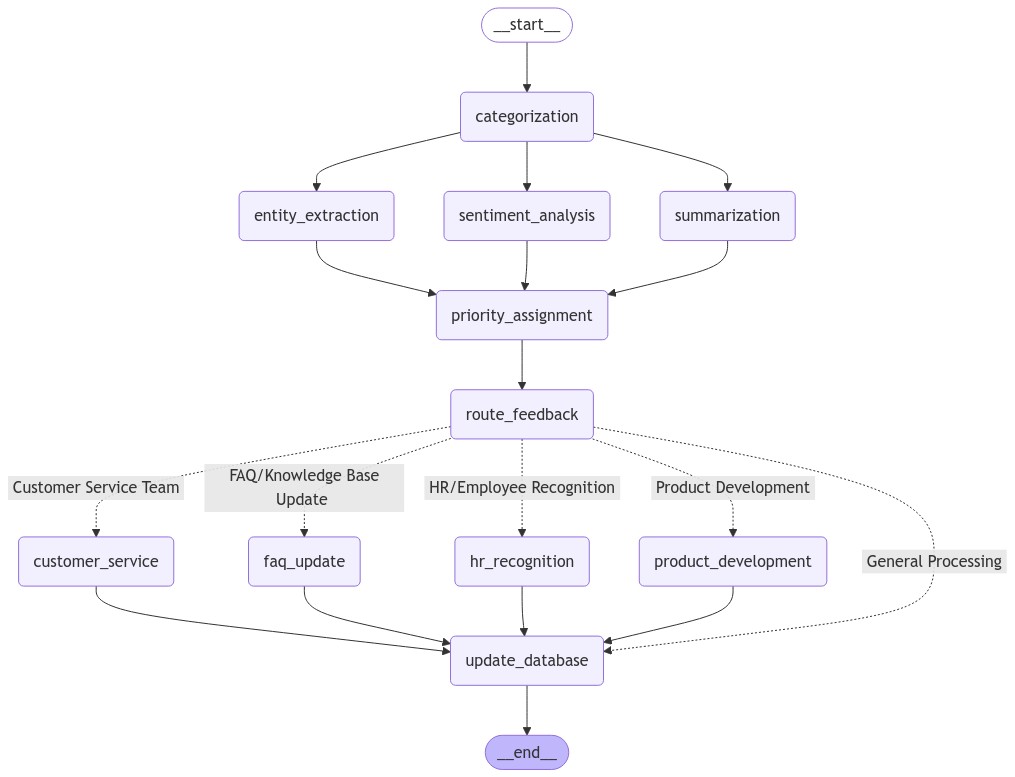 __start__
categorization
entity_extraction
sentiment_analysis
summarization
priority_assignment
route_feedback
Customer Service Team
FAQ/Knowledge Base
Update
HR/Employee Recognition
Product Development
General Processing
customer_service
faq_update
hr_recognition
product_development
update_database
__end__